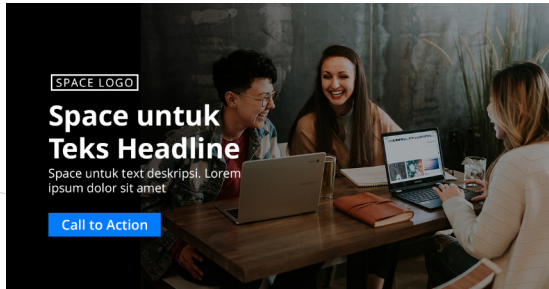 SPACE LOGO
Space untuk
Teks Headline
Space untuk text deskripsi. Lorem
ipsum dolor sit amet
Call to Action